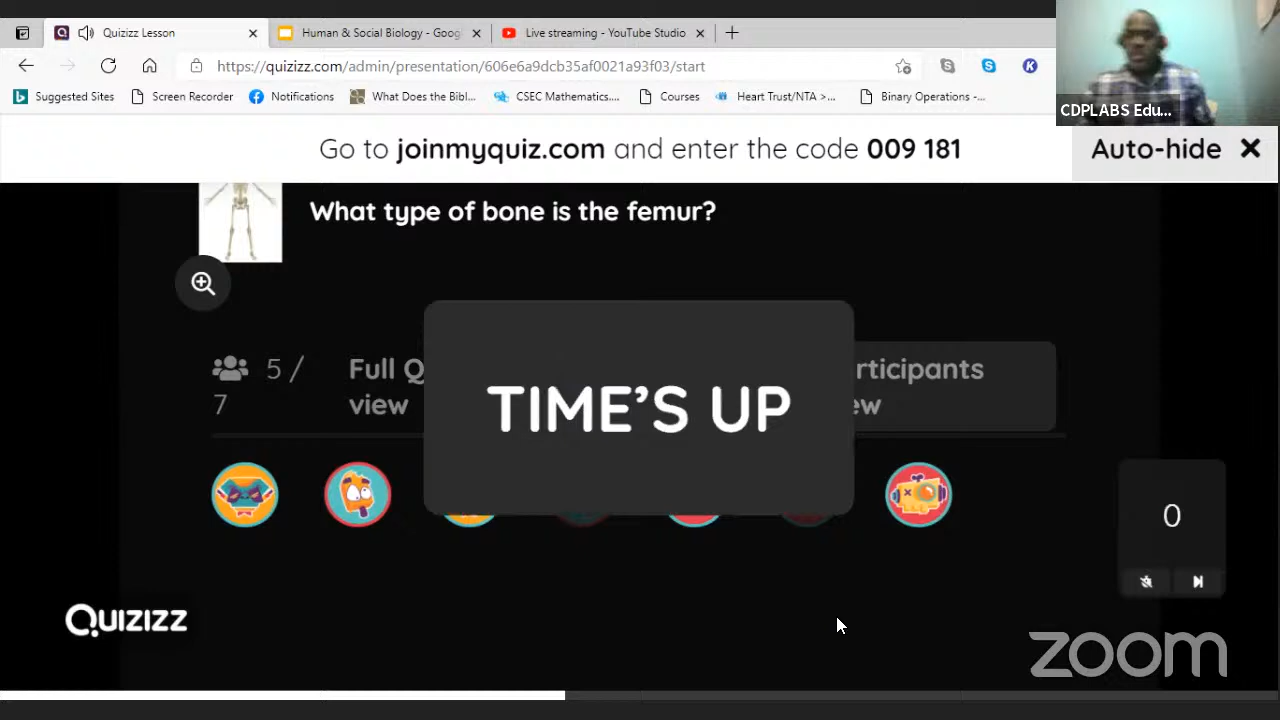 Quizizz Lesson
Human & Social Biology - Goog
Live streaming - YouTube Studio
https://quizizz.com/admin/presentation/606e6a9dcb35af0021a93f03/start
Suggested Sites
Screen Recorder
Notifications
What Does the Bibl...
CSEC Mathematics....
Courses
Heart Trust/NTA >...
Binary Operations -...
CDPLABS Edu...
Go to joinmyquiz.com and enter the code 009 181
Auto-hide
What type of bone is the femur?
5 /
7
Full Q
view
rticipants
ew
TIME'S UP
0
QUIZIZZ
zoom